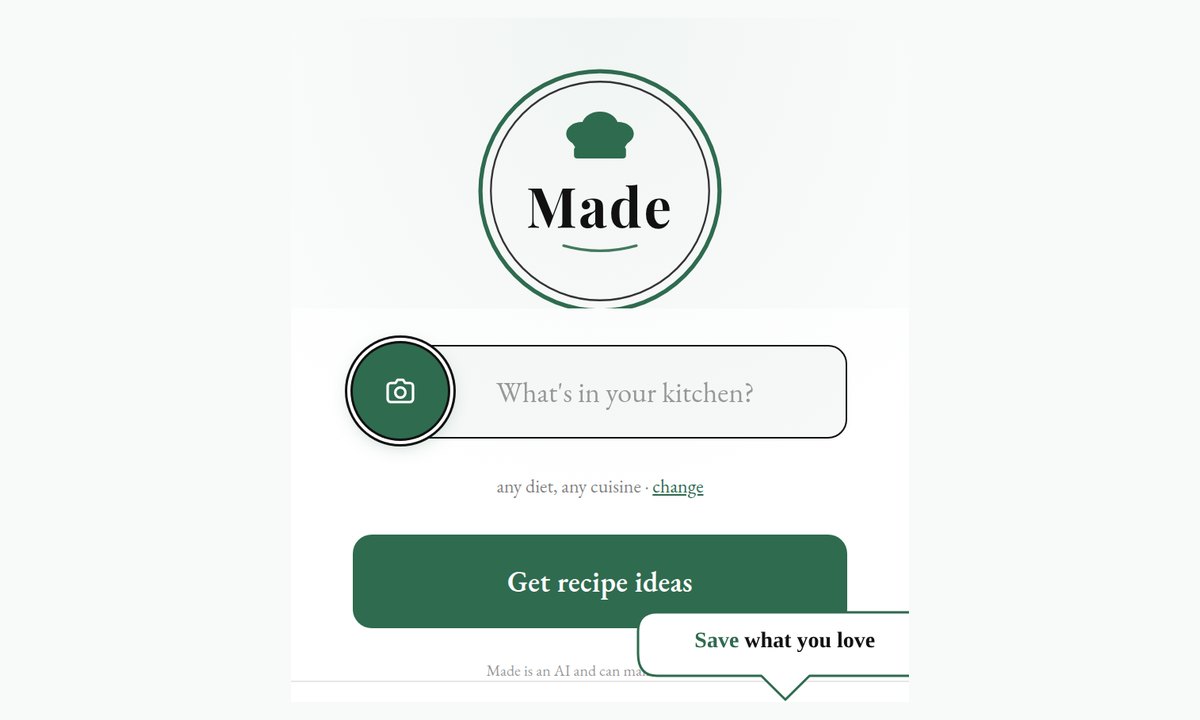 Made
What's in your kitchen?
any diet, any cuisine · change
Get recipe ideas
Save what you love
Made is an AI and can